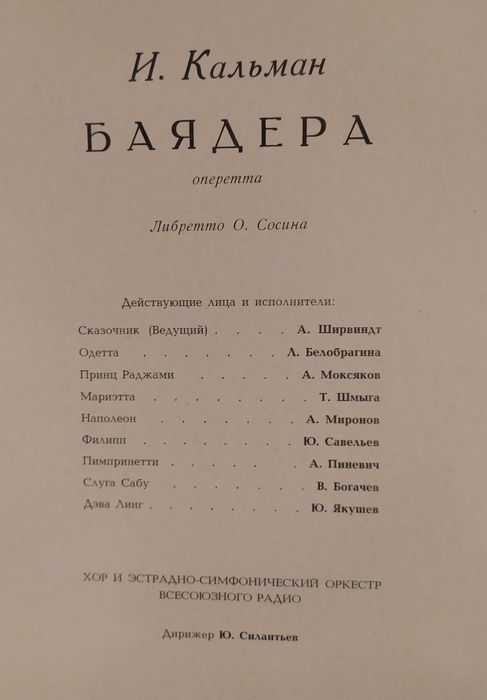 И. Кальман
БАЯДЕРА
оперетта
Либретто О. Сосина
Действующие лица и исполнители:
Сказочник (Ведущий) . . . . А. Ширвиндт
Одетта . . . . . . . Л. Белобрагина
Принц Раджами . . . . . А. Моксяков
Мариэтта . . . . . . . Т. Шмыга
Наполеон . . . . . . . А. Миронов
Филипп . . . . . . . Ю. Савельев
Пимпринетти . . . . . . А. Пиневич
Слуга Сабу . . . . . . В. Богачев
Дэва Линг . . . . . . . Ю. Якушев
ХОР И ЭСТРАДНО-СИМФОНИЧЕСКИЙ ОРКЕСТР
ВСЕСОЮЗНОГО РАДИО
Дирижер Ю. Силантьев